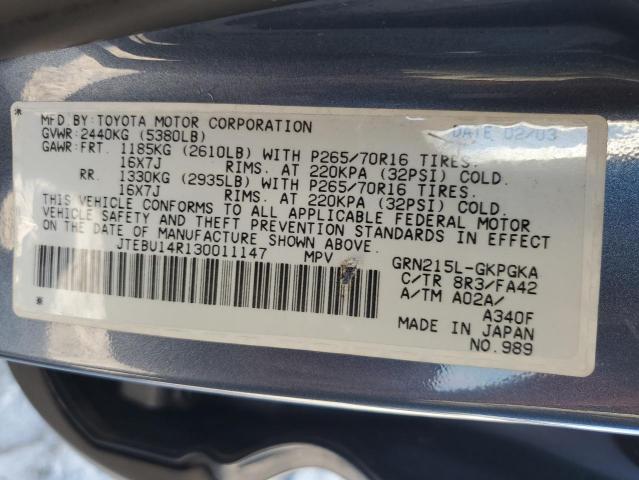 MFD. BY: TOYOTA MOTOR CORPORATION DATE 02/03
GVWR: 2440KG (5380LB)
GAWR: FRT. 1185KG (2610LB) WITH P265/70R16 TIRES.
16X7J RIMS. AT 220KPA (32PSI) COLD.
RR. 1330KG (2935LB) WITH P265/70R16 TIRES.
16X7J RIMS. AT 220KPA (32PSI) COLD.
THIS VEHICLE CONFORMS TO ALL APPLICABLE FEDERAL MOTOR
VEHICLE SAFETY AND THEFT PREVENTION STANDARDS IN EFFECT
ON THE DATE OF MANUFACTURE SHOWN ABOVE.
JTEBU14R130011147 MPV GRN215L-GKPGKA
C/TR 8R3/FA42
A/TM A02A/
A340F
MADE IN JAPAN
NO. 989